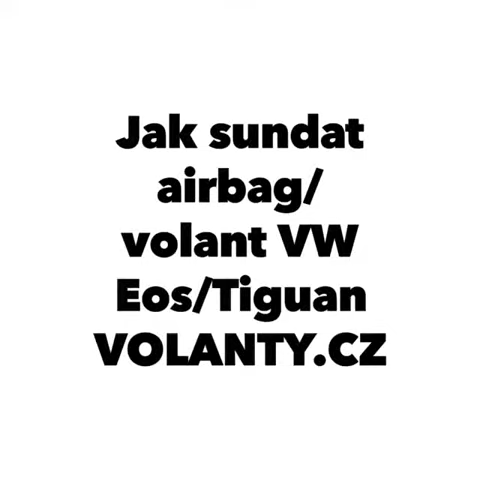 Jak sundat
airbag/
volant VW
Eos/Tiguan
VOLANTY.CZ